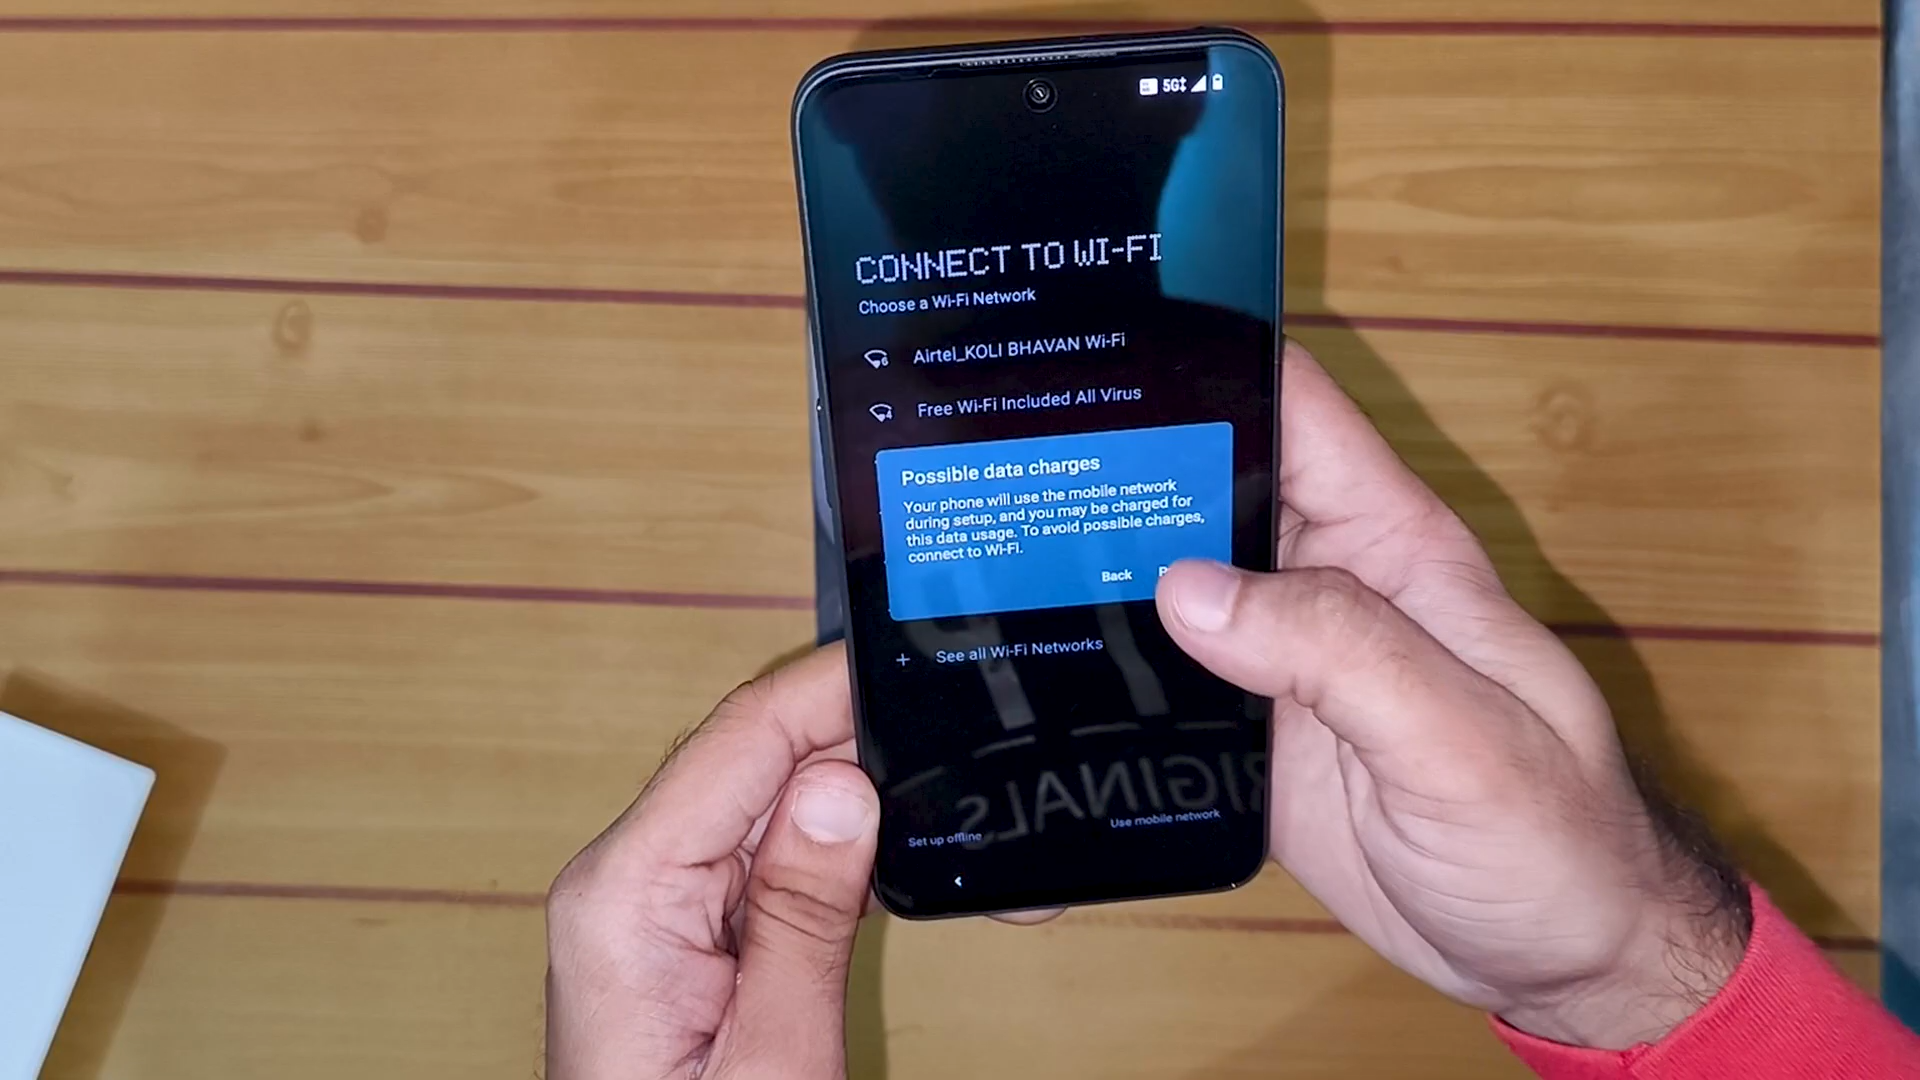 5G
CONNECT TO WI-FI
Choose a Wi-Fi Network
6
Airtel_KOLI BHAVAN Wi-Fi
4
Free Wi-Fi Included All Virus
Possible data charges
Your phone will use the mobile network
during setup, and you may be charged for
this data usage. To avoid possible charges,
connect to Wi-Fi.
Back
+ See all Wi-Fi Networks
RIGINALS
Set up offline
Use mobile network